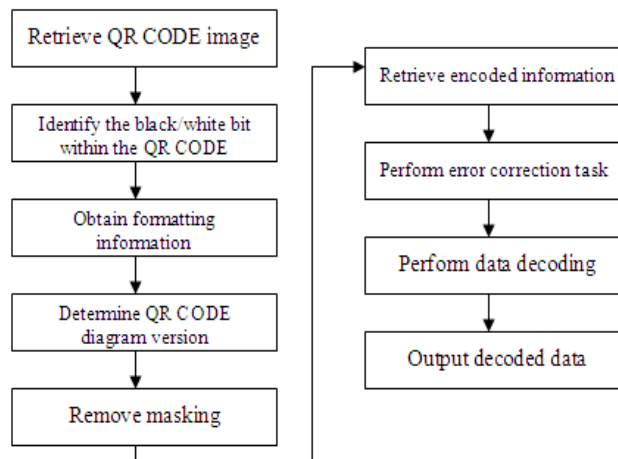 Retrieve QR CODE image
Identify the black/white bit
within the QR CODE
Obtain formatting
information
Determine QR CODE
diagram version
Remove masking
Retrieve encoded information
Perform error correction task
Perform data decoding
Output decoded data